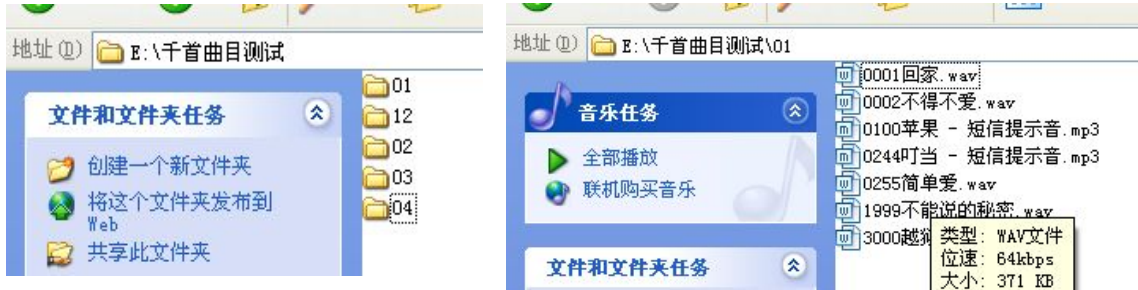 地址(D) E:\千首曲目测试
文件和文件夹任务
创建一个新文件夹
将这个文件夹发布到
Web
共享此文件夹
01
12
02
03
04
地址(D) E:\千首曲目测试\01
音乐任务
全部播放
联机购买音乐
文件和文件夹任务
0001回家.wav
0002不得不爱.wav
0100苹果 - 短信提示音.mp3
0244叮当 - 短信提示音.mp3
0255简单爱.wav
1999不能说的秘密.wav
3000越狱
类型: WAV文件
位速: 64kbps
大小: 371 KB